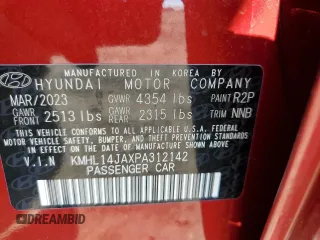 MANUFACTURED IN KOREA BY
HYUNDAI MOTOR COMPANY
MAR/2023 GVWR 4354 lbs PAINT R2P
GAWR FRONT 2513 lbs GAWR REAR 2315 lbs TRIM NNB
THIS VEHICLE CONFORMS TO ALL APPLICABLE
FEDERAL MOTOR VEHICLE SAFETY, BUMPER, AND
THEFT PREVENTION STANDARDS IN EFFECT ON
THE DATE OF MANUFACTURE SHOWN ABOVE.
V.I.N KMHL14JAXPA312142
PASSENGER CAR